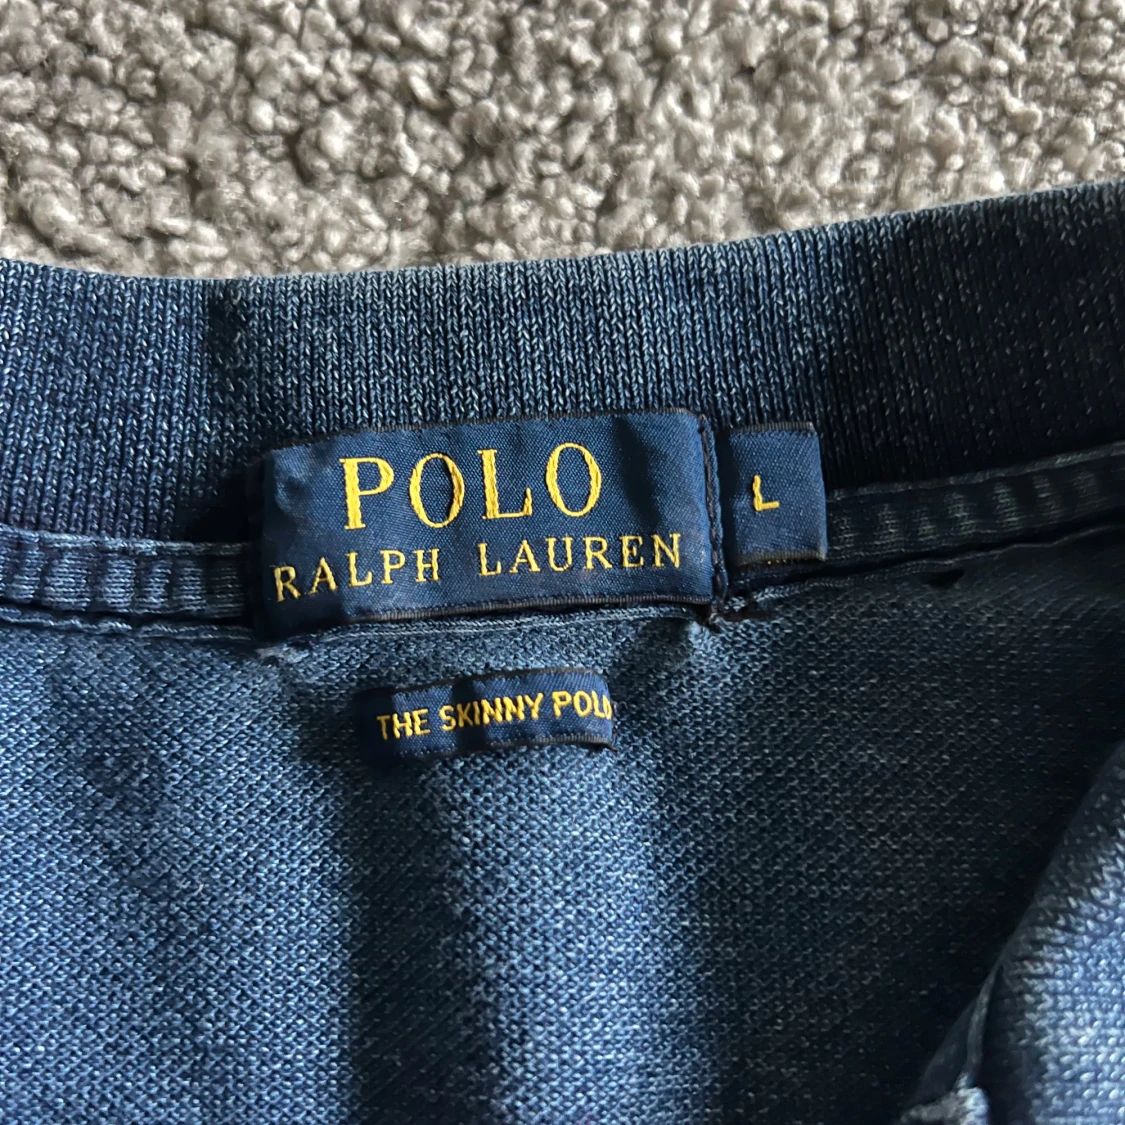 POLO
RALPH LAUREN
L
THE SKINNY POLO